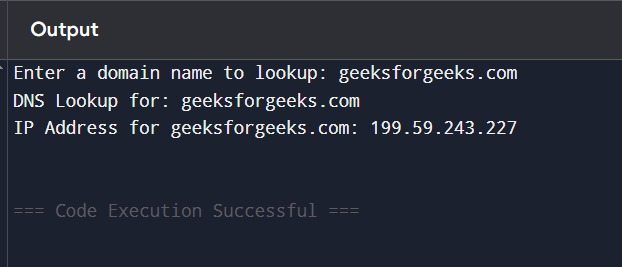 Output
Enter a domain name to lookup: geeksforgeeks.com
DNS Lookup for: geeksforgeeks.com
IP Address for geeksforgeeks.com: 199.59.243.227
=== Code Execution Successful ===